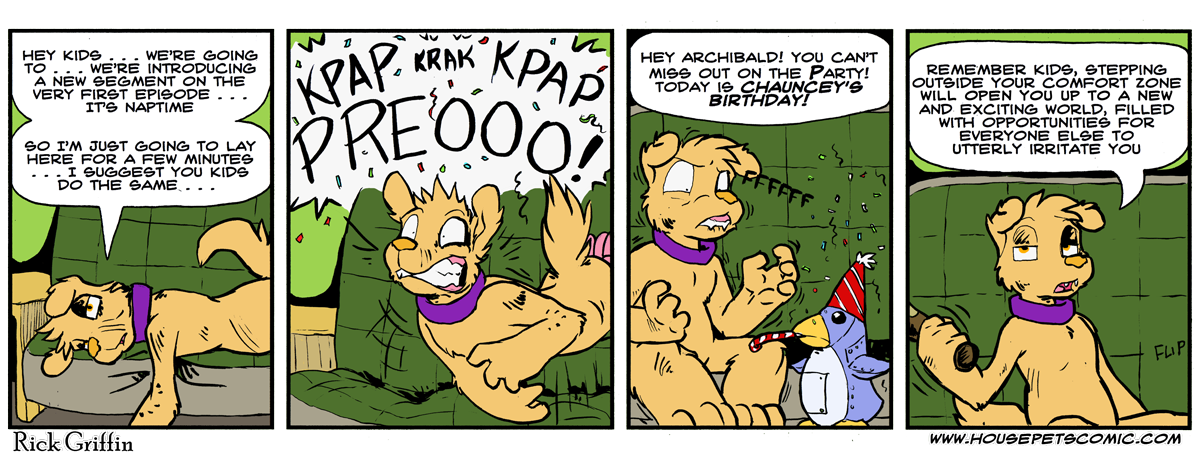 HEY KIDS . . . WE'RE GOING
TO . . . WE'RE INTRODUCING
A NEW SEGMENT ON THE
VERY FIRST EPISODE . . .
IT'S NAPTIME
SO I'M JUST GOING TO LAY
HERE FOR A FEW MINUTES
. . . I SUGGEST YOU KIDS
DO THE SAME . . .
KPAP KRAK KPAP
PREOOO!
HEY ARCHIBALD! YOU CAN'T
MISS OUT ON THE PARTY!
TODAY IS CHAUNCEY'S
BIRTHDAY!
FFFFFF
REMEMBER KIDS, STEPPING
OUTSIDE YOUR COMFORT ZONE
WILL OPEN YOU UP TO A NEW
AND EXCITING WORLD, FILLED
WITH OPPORTUNITIES FOR
EVERYONE ELSE TO
UTTERLY IRRITATE YOU
FLIP
Rick Griffin
WWW.HOUSEPETSCOMIC.COM